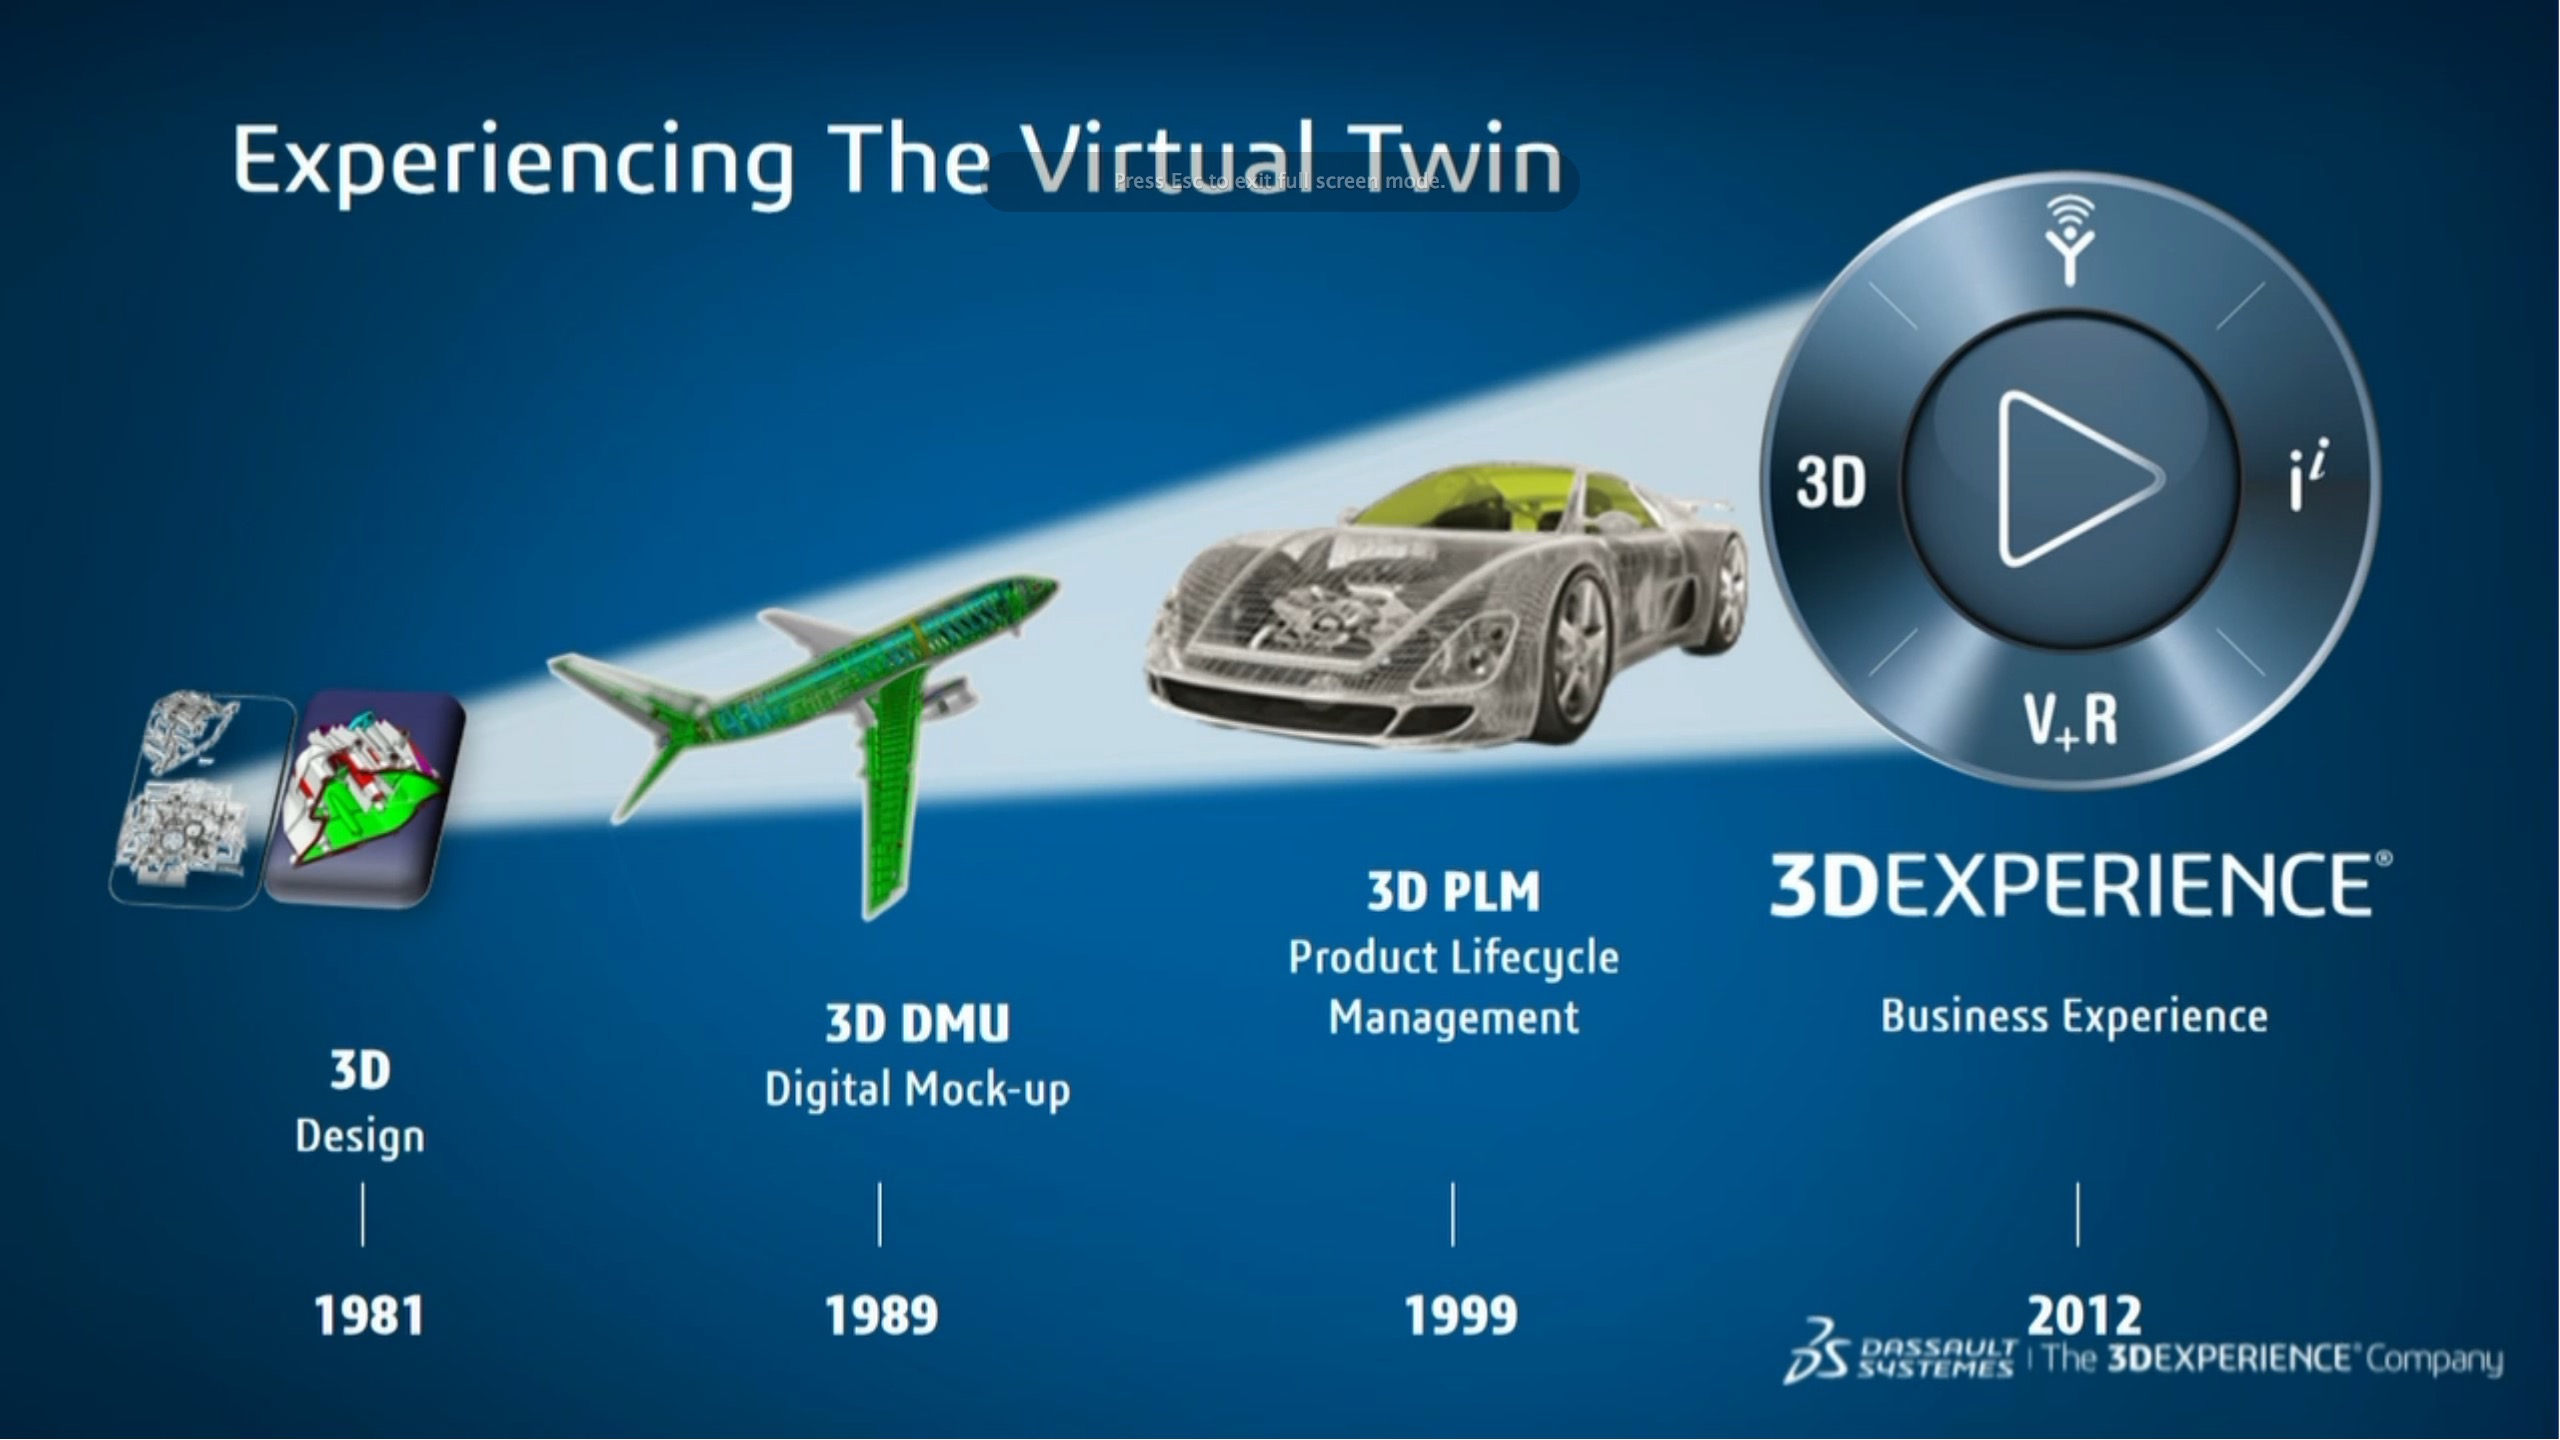 Experiencing The Virtual Twin
Press Esc to exit full screen mode.
3D
i i
V+R
3DEXPERIENCE®
Business Experience
3D PLM
Product Lifecycle
Management
3D DMU
Digital Mock-up
3D
Design
1981
1989
1999
2012
3DS DASSAULT SYSTEMES | The 3DEXPERIENCE® Company